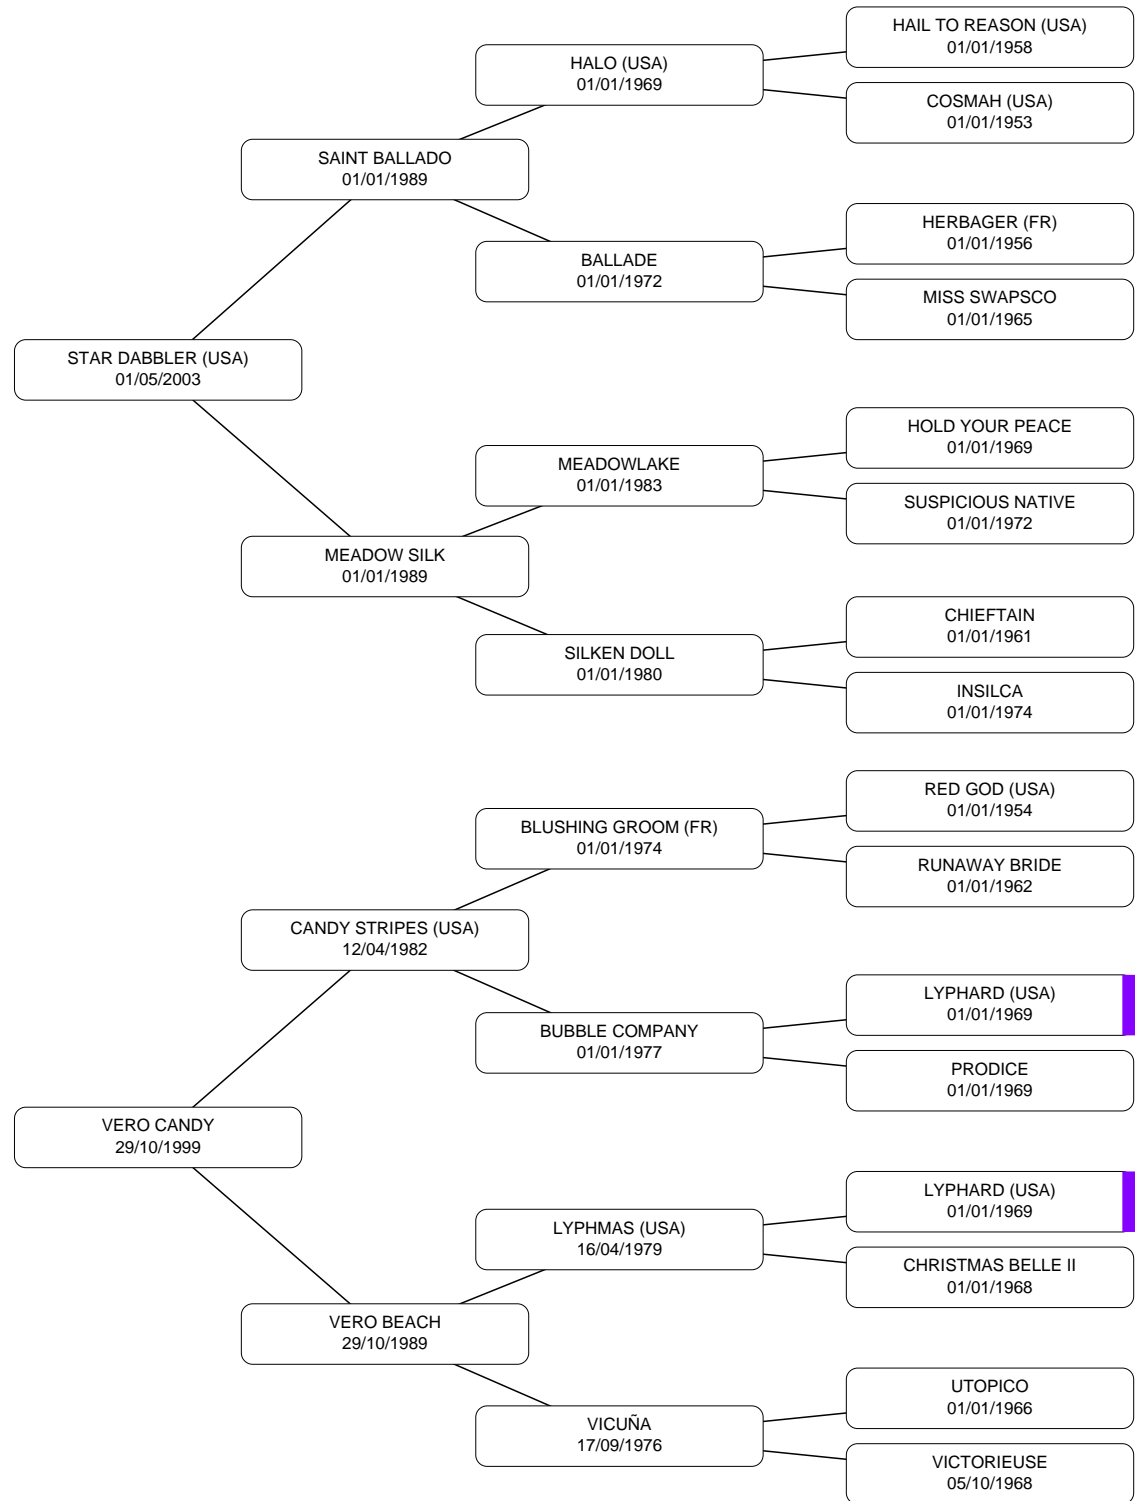 HAIL TO REASON (USA)
01/01/1958
HALO (USA)
01/01/1969
COSMAH (USA)
01/01/1953
SAINT BALLADO
01/01/1989
HERBAGER (FR)
01/01/1956
BALLADE
01/01/1972
MISS SWAPSCO
01/01/1965
STAR DABBLER (USA)
01/05/2003
HOLD YOUR PEACE
01/01/1969
MEADOWLAKE
01/01/1983
SUSPICIOUS NATIVE
01/01/1972
MEADOW SILK
01/01/1989
CHIEFTAIN
01/01/1961
SILKEN DOLL
01/01/1980
INSILCA
01/01/1974
RED GOD (USA)
01/01/1954
BLUSHING GROOM (FR)
01/01/1974
RUNAWAY BRIDE
01/01/1962
CANDY STRIPES (USA)
12/04/1982
LYPHARD (USA)
01/01/1969
BUBBLE COMPANY
01/01/1977
PRODICE
01/01/1969
VERO CANDY
29/10/1999
LYPHARD (USA)
01/01/1969
LYPHMAS (USA)
16/04/1979
CHRISTMAS BELLE II
01/01/1968
VERO BEACH
29/10/1989
UTOPICO
01/01/1966
VICUÑA
17/09/1976
VICTORIEUSE
05/10/1968